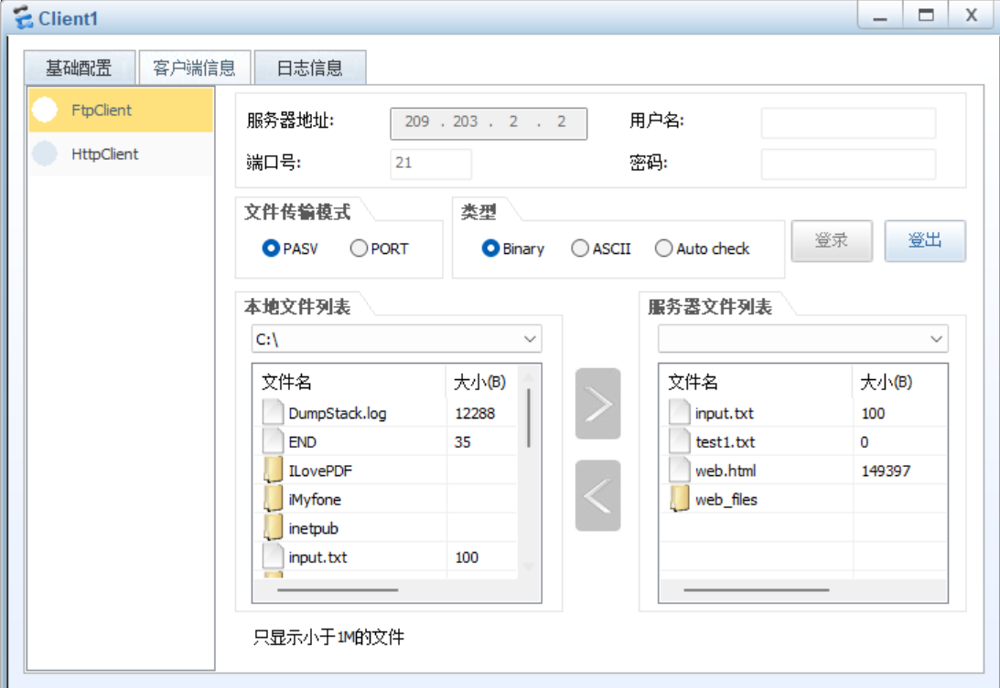 Client1
基础配置 客户端信息 日志信息
FtpClient
HttpClient
服务器地址: 209 . 203 . 2 . 2 用户名:
端口号: 21 密码:
文件传输模式 类型
PASV PORT Binary ASCII Auto check 登录 登出
本地文件列表 服务器文件列表
C:\
文件名 大小(B) 文件名 大小(B)
DumpStack.log 12288 input.txt 100
END 35 test1.txt 0
ILovePDF web.html 149397
iMyfone web_files
inetpub
input.txt 100
只显示小于1M的文件